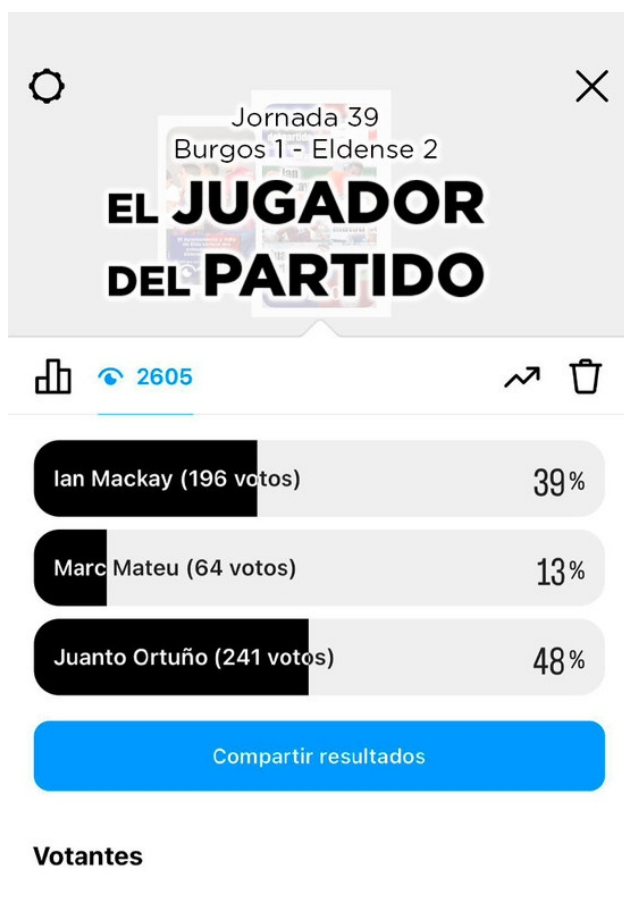 Jornada 39
Burgos 1 - Eldense 2
EL JUGADOR
DEL PARTIDO
2605
Ian Mackay (196 votos)
39%
Marc Mateu (64 votos)
13%
Juanto Ortuño (241 votos)
48%
Compartir resultados
Votantes